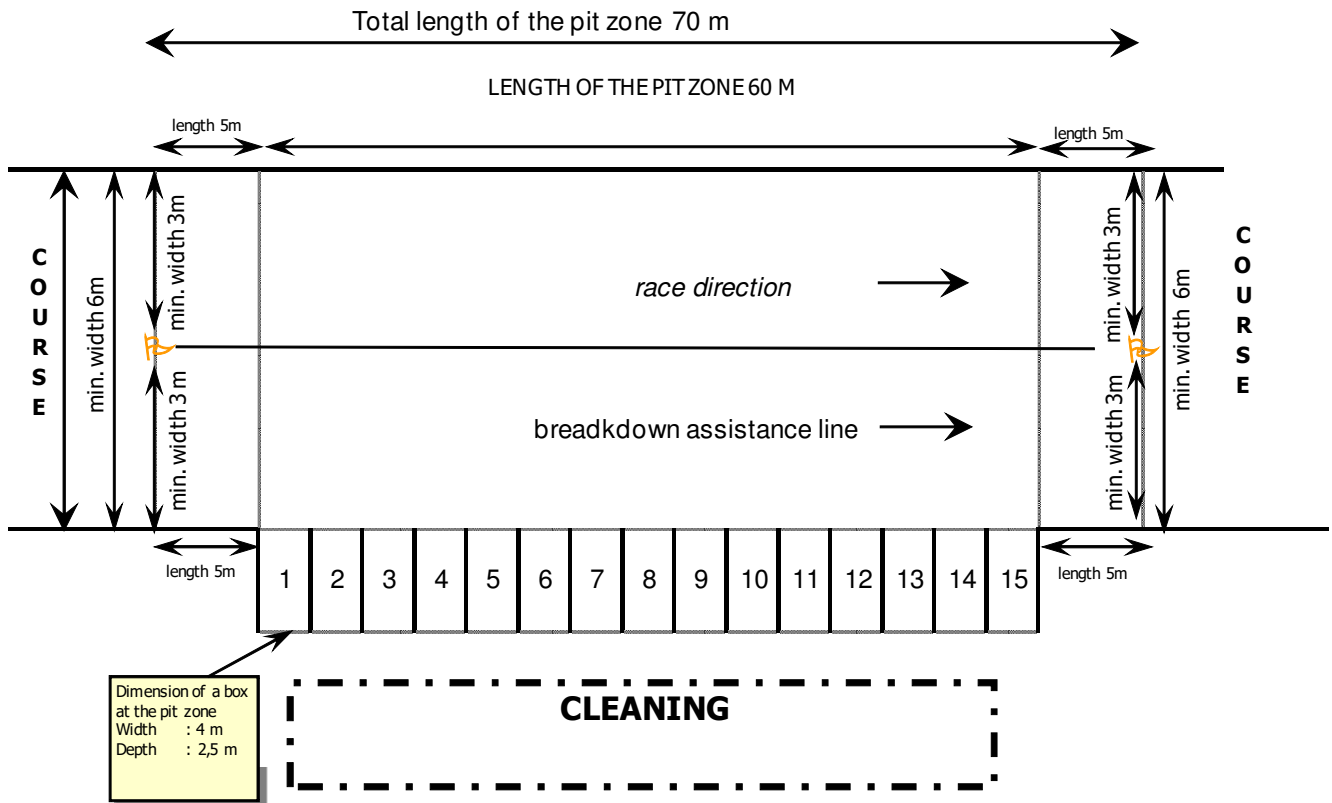 Total length of the pit zone 70 m
LENGTH OF THE PIT ZONE 60 M
length 5m
length 5m
COURSE
min. width 6m
min. width 3m
min. width 3 m
race direction
breadkdown assistance line
min. width 3m
min. width 3m
min. width 6m
COURSE
length 5m
1 2 3 4 5 6 7 8 9 10 11 12 13 14 15
length 5m
Dimension of a box
at the pit zone
Width : 4 m
Depth : 2,5 m
CLEANING